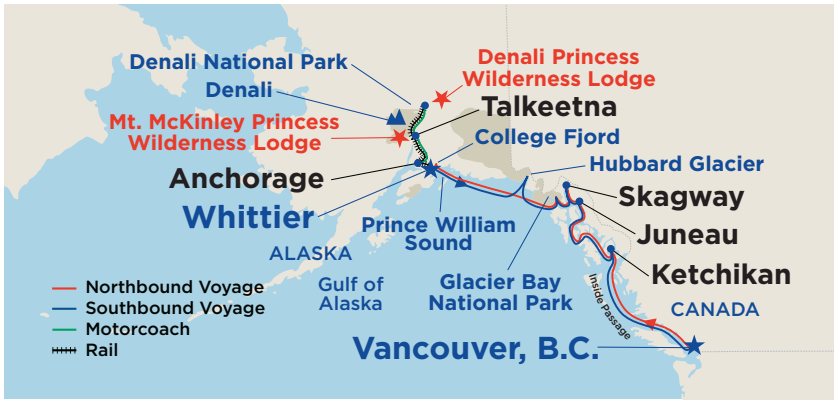 Denali National Park
Denali
Denali Princess
Wilderness Lodge
Mt. McKinley Princess
Wilderness Lodge
Talkeetna
College Fjord
Hubbard Glacier
Anchorage
Skagway
Whittier
Prince William
Sound
Juneau
ALASKA
Ketchikan
Gulf of
Alaska
Glacier Bay
National Park
Inside Passage
CANADA
Northbound Voyage
Southbound Voyage
Motorcoach
Rail
Vancouver, B.C.